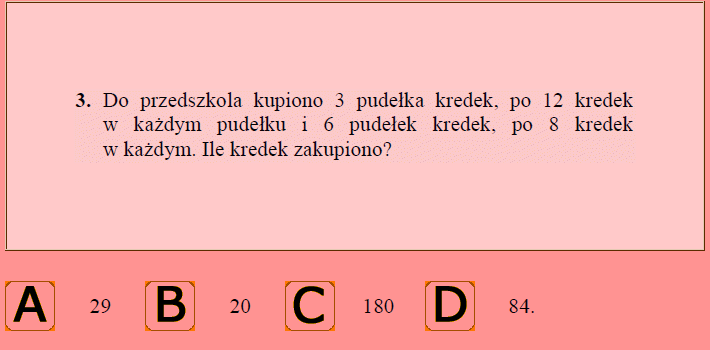 3. Do przedszkola kupiono 3 pudełka kredek, po 12 kredek
w każdym pudełku i 6 pudełek kredek, po 8 kredek
w każdym. Ile kredek zakupiono?
A 29 B 20 C 180 D 84.